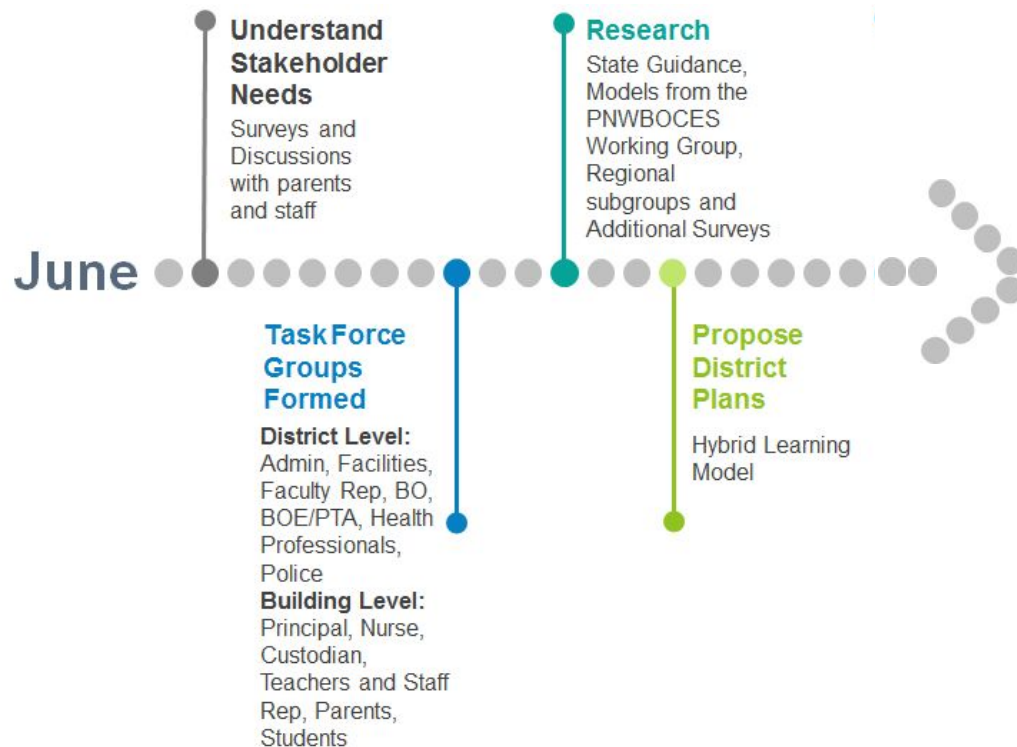 Understand
Stakeholder
Needs
Surveys and
Discussions
with parents
and staff
Research
State Guidance,
Models from the
PNWBOCES
Working Group,
Regional
subgroups and
Additional Surveys
June
Task Force
Groups
Formed
District Level:
Admin, Facilities,
Faculty Rep, BO,
BOE/PTA, Health
Professionals,
Police
Building Level:
Principal, Nurse,
Custodian,
Teachers and Staff
Rep, Parents,
Students
Propose
District
Plans
Hybrid Learning
Model